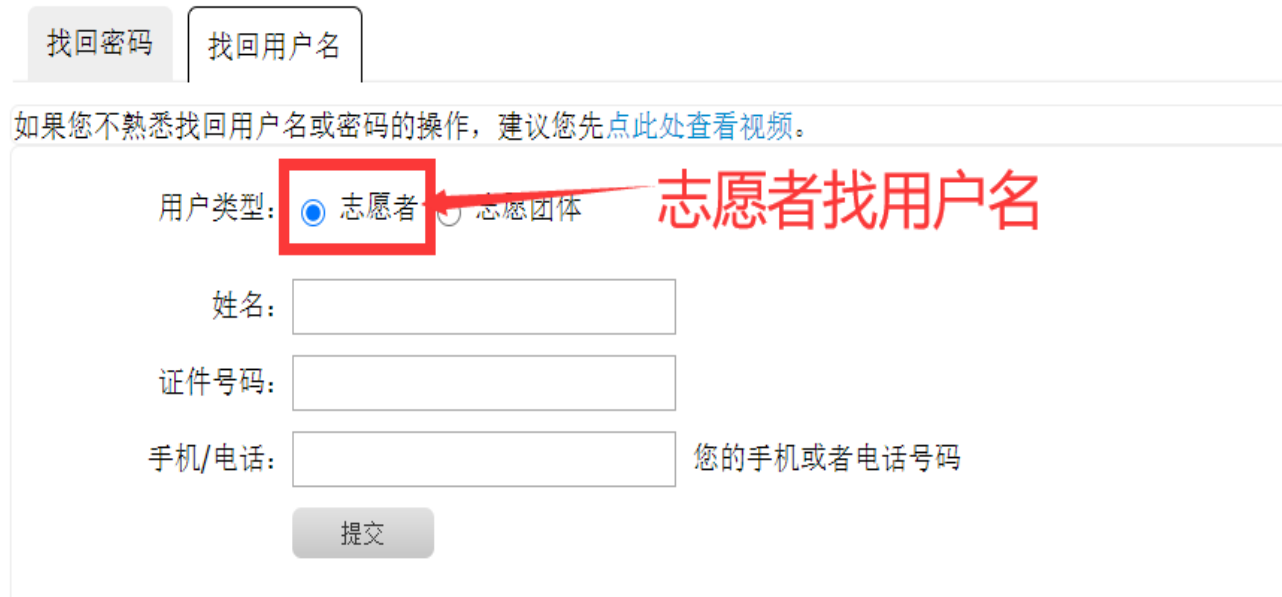 找回密码 找回用户名
如果您不熟悉找回用户名或密码的操作，建议您先点此处查看视频。
用户类型： 志愿者 志愿团体 志愿者找用户名
姓名：
证件号码：
手机/电话： 您的手机或者电话号码
提交